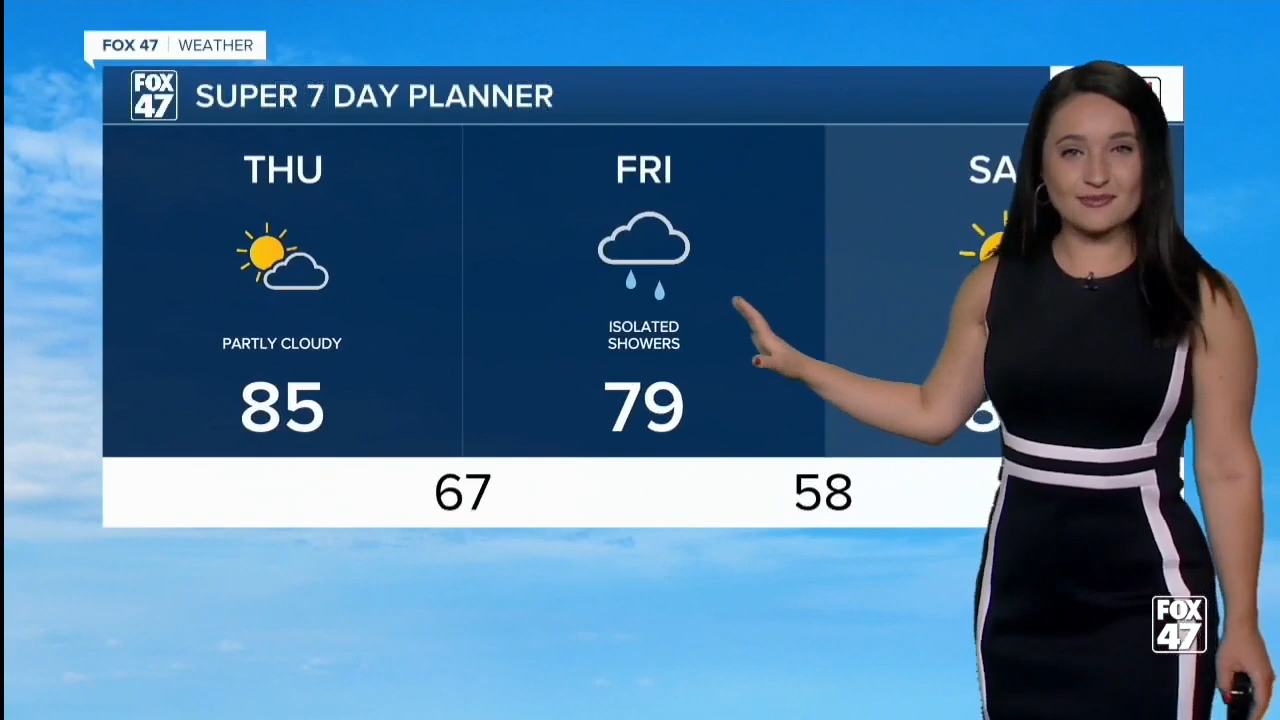 FOX 47 | WEATHER
FOX
47
SUPER 7 DAY PLANNER
THU
FRI
SA
PARTLY CLOUDY
ISOLATED
SHOWERS
85
79
67
58
FOX
47